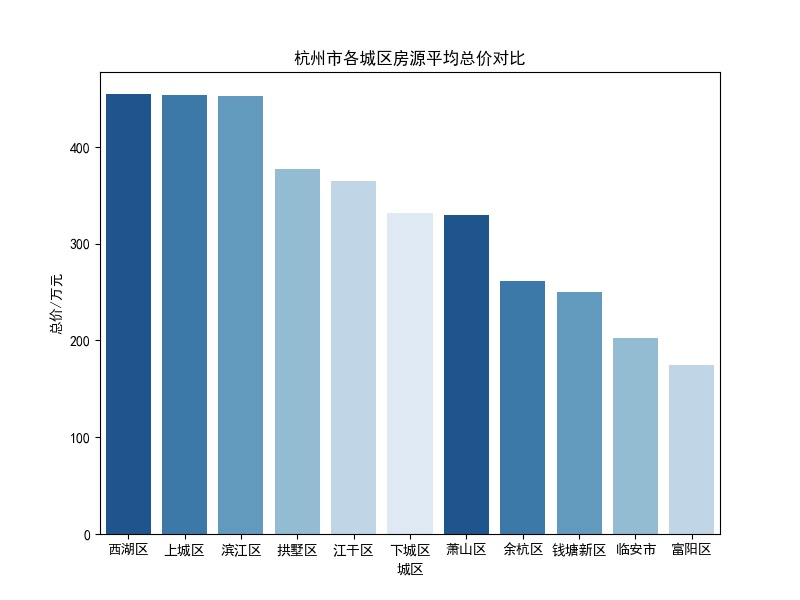 杭州市各城区房源平均总价对比
总价/万元
400
300
200
100
0
西湖区 上城区 滨江区 拱墅区 江干区 下城区 萧山区 余杭区 钱塘新区 临安市 富阳区
城区